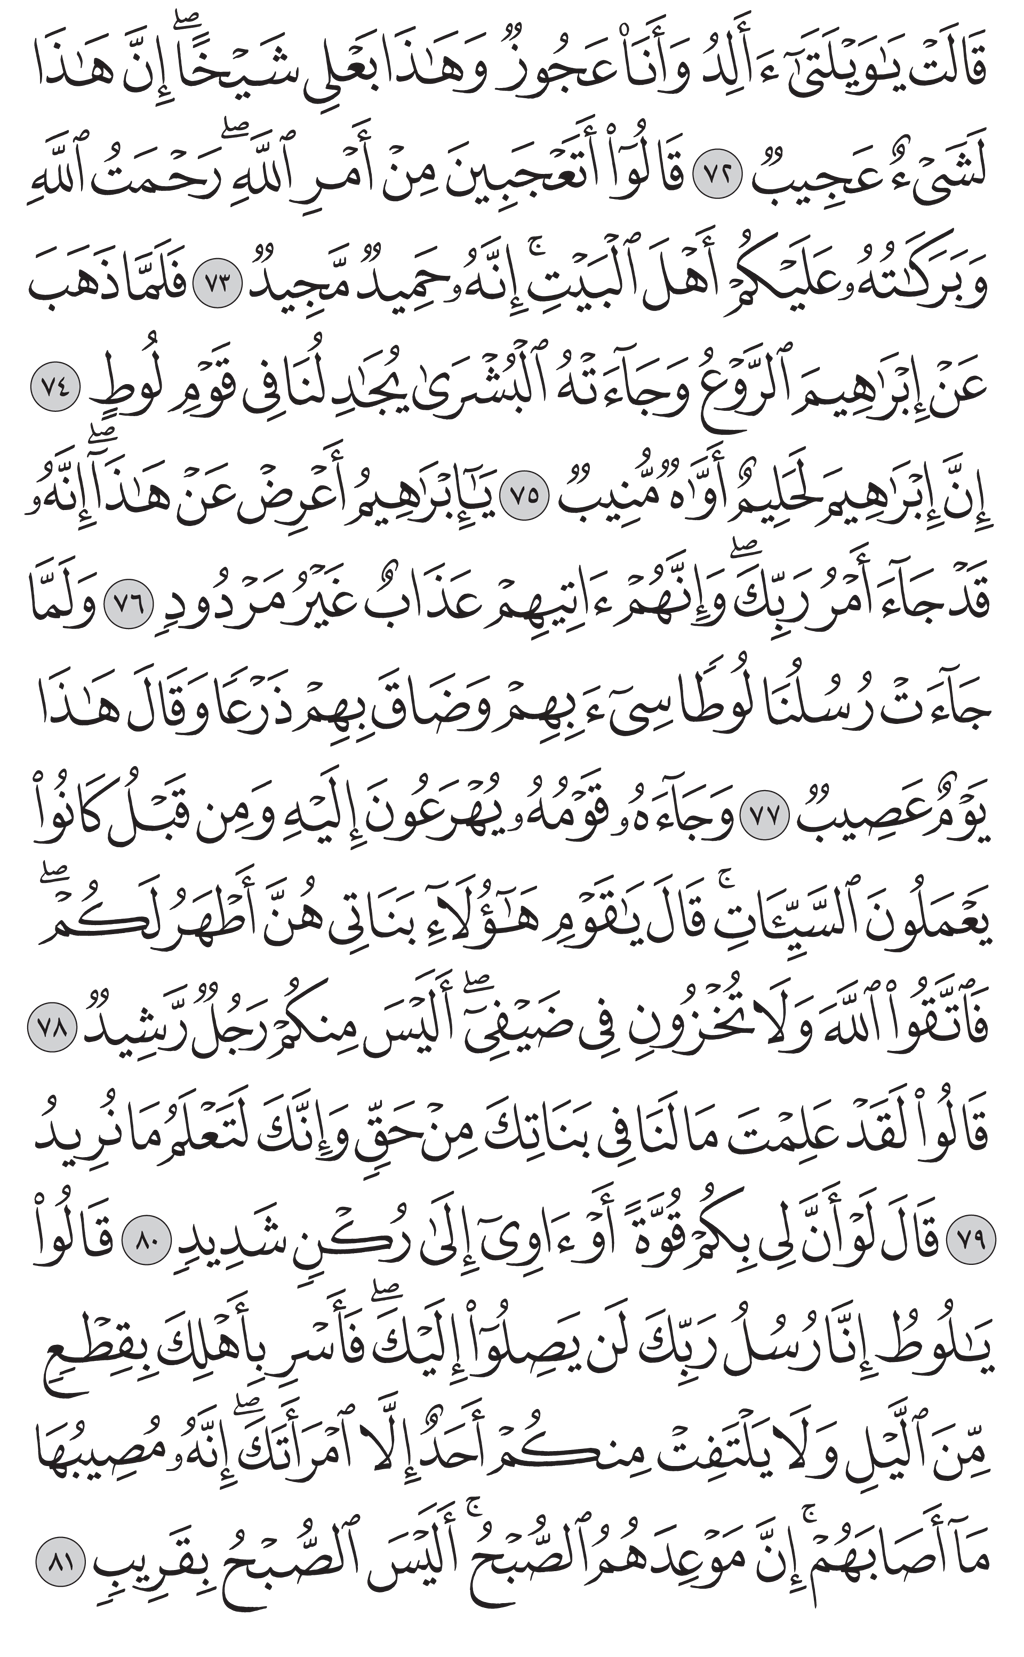 قَالَتْ يَـٰوَيْلَتَىٰٓ ءَأَلِدُ وَأَنَا۠ عَجُوزٌ وَهَـٰذَا بَعْلِى شَيْخًا ۖ إِنَّ هَـٰذَا
لَشَىْءٌ عَجِيبٌ ٧٢ قَالُوٓا۟ أَتَعْجَبِينَ مِنْ أَمْرِ ٱللَّهِ ۖ رَحْمَتُ ٱللَّهِ
وَبَرَكَـٰتُهُۥ عَلَيْكُمْ أَهْلَ ٱلْبَيْتِ ۚ إِنَّهُۥ حَمِيدٌ مَّجِيدٌ ٧٣ فَلَمَّا ذَهَبَ
عَنْ إِبْرَٰهِيمَ ٱلرَّوْعُ وَجَآءَتْهُ ٱلْبُشْرَىٰ يُجَـٰدِلُنَا فِى قَوْمِ لُوطٍ ٧٤
إِنَّ إِبْرَٰهِيمَ لَحَلِيمٌ أَوَّٰهٌ مُّنِيبٌ ٧٥ يَـٰٓإِبْرَٰهِيمُ أَعْرِضْ عَنْ هَـٰذَآ ۖ إِنَّهُۥ
قَدْ جَآءَ أَمْرُ رَبِّكَ ۖ وَإِنَّهُمْ ءَاتِيهِمْ عَذَابٌ غَيْرُ مَرْدُودٍ ٧٦ وَلَمَّا
جَآءَتْ رُسُلُنَا لُوطًا سِىٓءَ بِهِمْ وَضَاقَ بِهِمْ ذَرْعًا وَقَالَ هَـٰذَا
يَوْمٌ عَصِيبٌ ٧٧ وَجَآءَهُۥ قَوْمُهُۥ يُهْرَعُونَ إِلَيْهِ وَمِن قَبْلُ كَانُوا۟
يَعْمَلُونَ ٱلسَّيِّـَٔاتِ ۚ قَالَ يَـٰقَوْمِ هَـٰٓؤُلَآءِ بَنَاتِى هُنَّ أَطْهَرُ لَكُمْ ۖ
فَٱتَّقُوا۟ ٱللَّهَ وَلَا تُخْزُونِ فِى ضَيْفِىٓ ۖ أَلَيْسَ مِنكُمْ رَجُلٌ رَّشِيدٌ ٧٨
قَالُوا۟ لَقَدْ عَلِمْتَ مَا لَنَا فِى بَنَاتِكَ مِنْ حَقٍّ وَإِنَّكَ لَتَعْلَمُ مَا نُرِيدُ
٧٩ قَالَ لَوْ أَنَّ لِى بِكُمْ قُوَّةً أَوْ ءَاوِىٓ إِلَىٰ رُكْنٍ شَدِيدٍ ٨٠ قَالُوا۟
يَـٰلُوطُ إِنَّا رُسُلُ رَبِّكَ لَن يَصِلُوٓا۟ إِلَيْكَ ۖ فَأَسْرِ بِأَهْلِكَ بِقِطْعٍ
مِّنَ ٱلَّيْلِ وَلَا يَلْتَفِتْ مِنكُمْ أَحَدٌ إِلَّا ٱمْرَأَتَكَ ۖ إِنَّهُۥ مُصِيبُهَا
مَآ أَصَابَهُمْ ۚ إِنَّ مَوْعِدَهُمُ ٱلصُّبْحُ ۚ أَلَيْسَ ٱلصُّبْحُ بِقَرِيبٍ ٨١